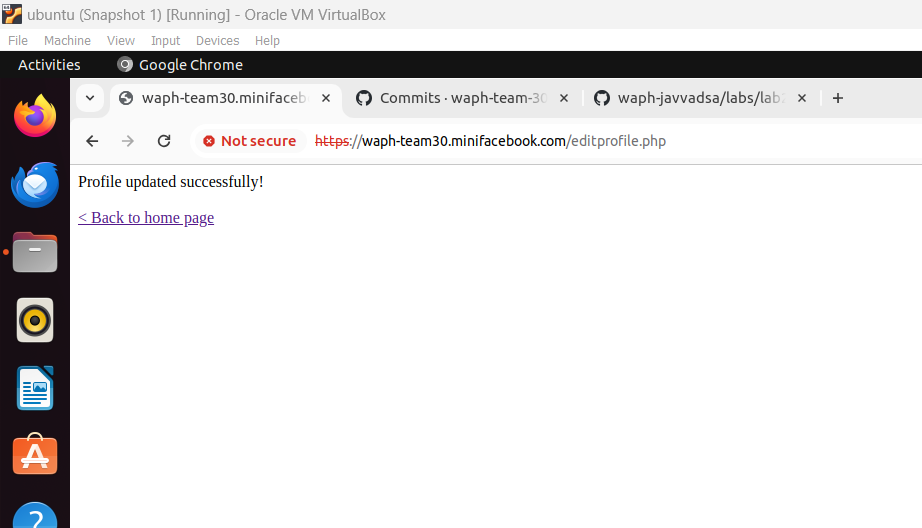 ubuntu (Snapshot 1) [Running] - Oracle VM VirtualBox
File Machine View Input Devices Help
Activities Google Chrome
waph-team30.minifaceb Commits · waph-team-30 waph-javvadsa/labs/lab
Not secure https://waph-team30.minifacebook.com/editprofile.php
Profile updated successfully!
< Back to home page